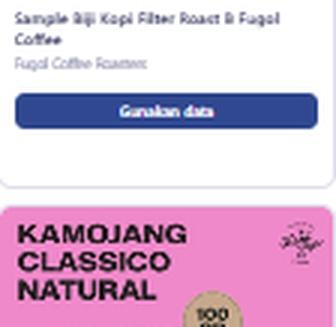 Sample Biji Kopi Filter Roast B Fugol
Coffee
Fugol Coffee Roasters
Gunakan data
KAMOJANG
CLASSICO
NATURAL
100